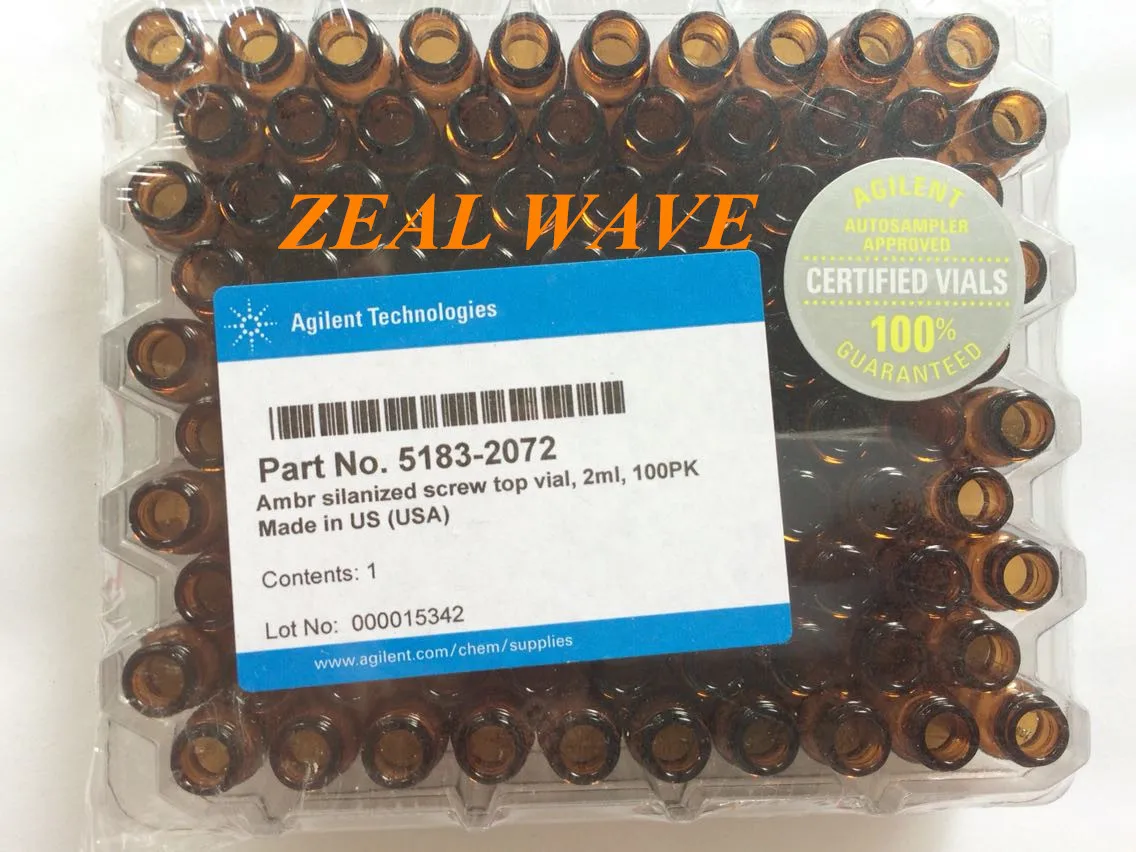 ZEAL WAVE
AGILENT
AUTOSAMPLER
APPROVED
CERTIFIED VIALS
100%
GUARANTEED
Agilent Technologies
Part No. 5183-2072
Ambr silanized screw top vial, 2ml, 100PK
Made in US (USA)
Contents: 1
Lot No: 000015342
www.agilent.com/chem/supplies